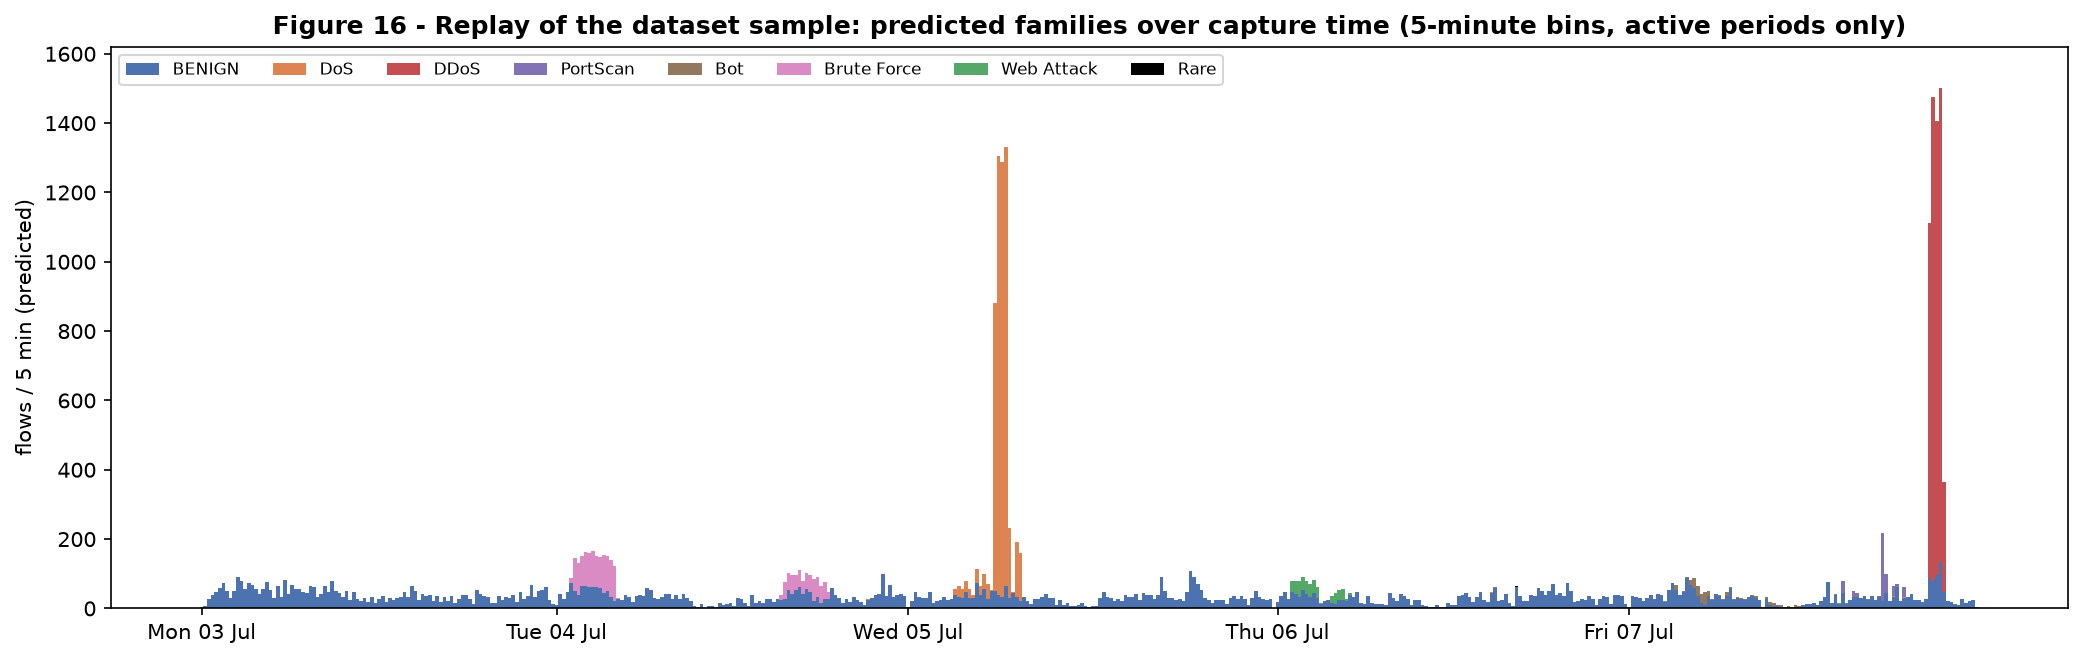 Figure 16 - Replay of the dataset sample: predicted families over capture time (5-minute bins, active periods only)
BENIGN DoS DDoS PortScan Bot Brute Force Web Attack Rare
flows / 5 min (predicted)
1600
1400
1200
1000
800
600
400
200
0
Mon 03 Jul Tue 04 Jul Wed 05 Jul Thu 06 Jul Fri 07 Jul